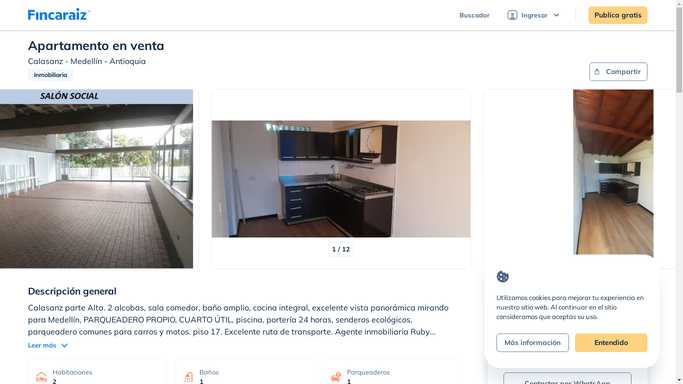 Fincaraiz
Buscador
Ingresar
Publica gratis
Apartamento en venta
Calasanz - Medellín - Antioquia
Inmobiliaria
Compartir
SALÓN SOCIAL
1 / 12
Descripción general
Calasanz parte Alta. 2 alcobas, sala comedor, baño amplio, cocina integral, excelente vista panorámica mirando
para Medellín, PARQUEADERO PROPIO, CUARTO ÚTIL, piscina, portería 24 horas, senderos ecológicos,
parqueadero comunes para carros y motos. piso 17. Excelente ruta de transporte. Agente inmobiliaria Ruby...
Leer más
Habitaciones
2
Baños
1
Parqueaderos
1
Utilizamos cookies para mejorar tu experiencia en
nuestro sitio web. Al continuar en el sitio
consideramos que aceptas su uso.
Más información
Entendido
Contactar por WhatsApp